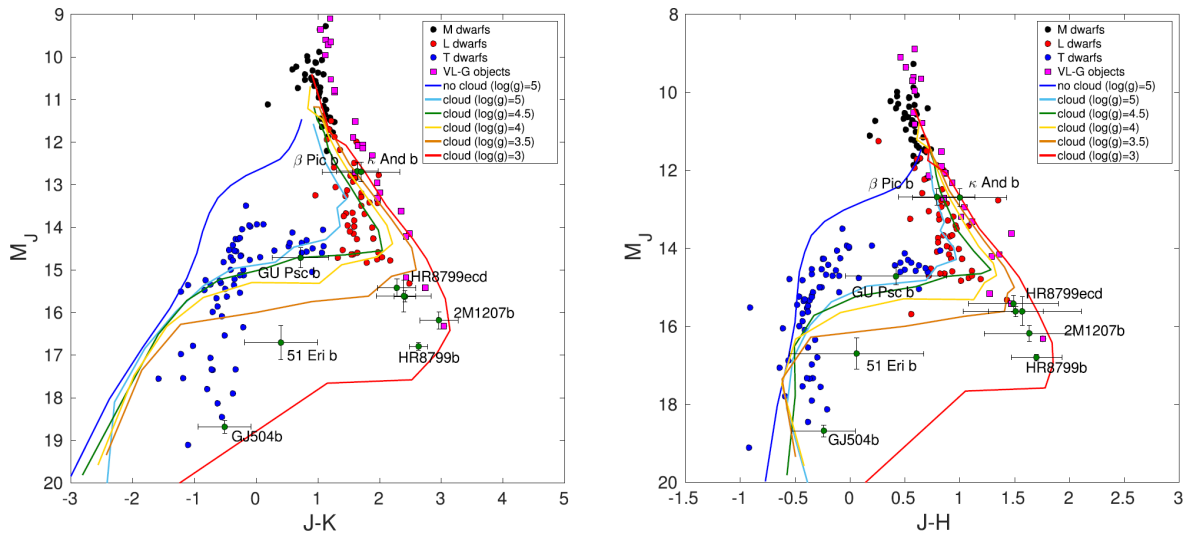 9
10
11
12
13
14
15
16
17
18
19
20
M_J
-3
-2
-1
0
1
2
3
4
5
J-K
M dwarfs
L dwarfs
T dwarfs
VL-G objects
no cloud (log(g)=5)
cloud (log(g)=5)
cloud (log(g)=4.5)
cloud (log(g)=4)
cloud (log(g)=3.5)
cloud (log(g)=3)
β Pic b
κ And b
GU Psc b
HR8799ecd
2M1207b
51 Eri b
HR8799b
GJ504b
8
10
12
14
16
18
20
M_J
-1.5
-1
-0.5
0
0.5
1
1.5
2
2.5
3
J-H
M dwarfs
L dwarfs
T dwarfs
VL-G objects
no cloud (log(g)=5)
cloud (log(g)=5)
cloud (log(g)=4.5)
cloud (log(g)=4)
cloud (log(g)=3.5)
cloud (log(g)=3)
β Pic b
κ And b
GU Psc b
HR8799ecd
2M1207b
51 Eri b
HR8799b
GJ504b